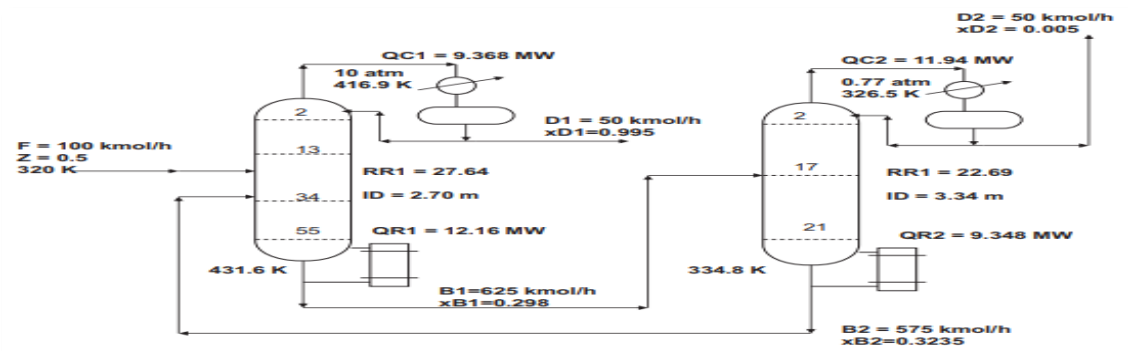 D2 = 50 kmol/h
xD2 = 0.005
QC1 = 9.368 MW
10 atm
416.9 K
QC2 = 11.94 MW
0.77 atm
326.5 K
2
D1 = 50 kmol/h
xD1=0.995
2
F = 100 kmol/h
Z = 0.5
320 K
13
RR1 = 27.64
34
ID = 2.70 m
17
RR1 = 22.69
ID = 3.34 m
55
QR1 = 12.16 MW
21
QR2 = 9.348 MW
431.6 K
334.8 K
B1=625 kmol/h
xB1=0.298
B2 = 575 kmol/h
xB2=0.3235